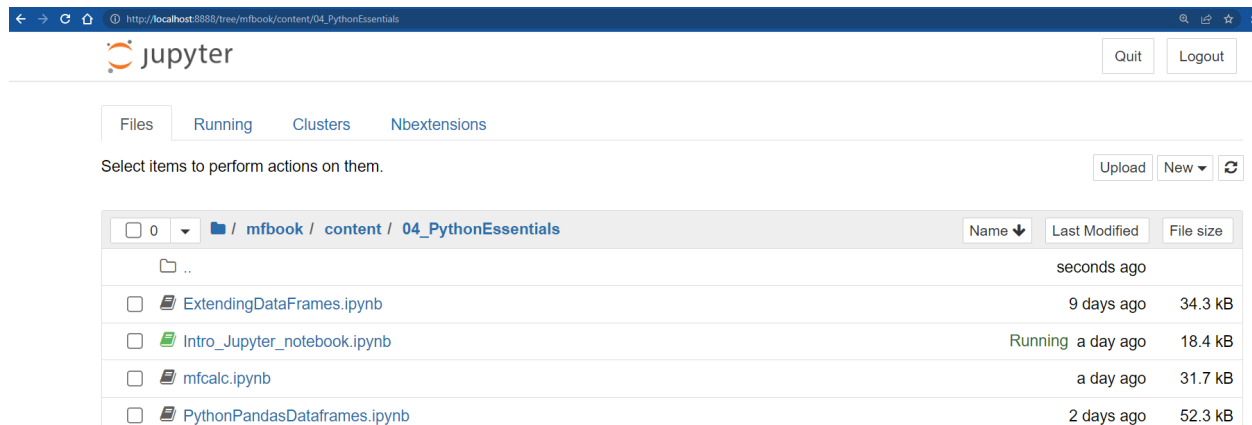 http://localhost:8888/tree/mfbook/content/04_PythonEssentials
jupyter Quit Logout
Files Running Clusters Nbextensions
Select items to perform actions on them. Upload New
0 / mfbook / content / 04_PythonEssentials Name Last Modified File size
.. seconds ago
ExtendingDataFrames.ipynb 9 days ago 34.3 kB
Intro_Jupyter_notebook.ipynb Running a day ago 18.4 kB
mfcalc.ipynb a day ago 31.7 kB
PythonPandasDataframes.ipynb 2 days ago 52.3 kB